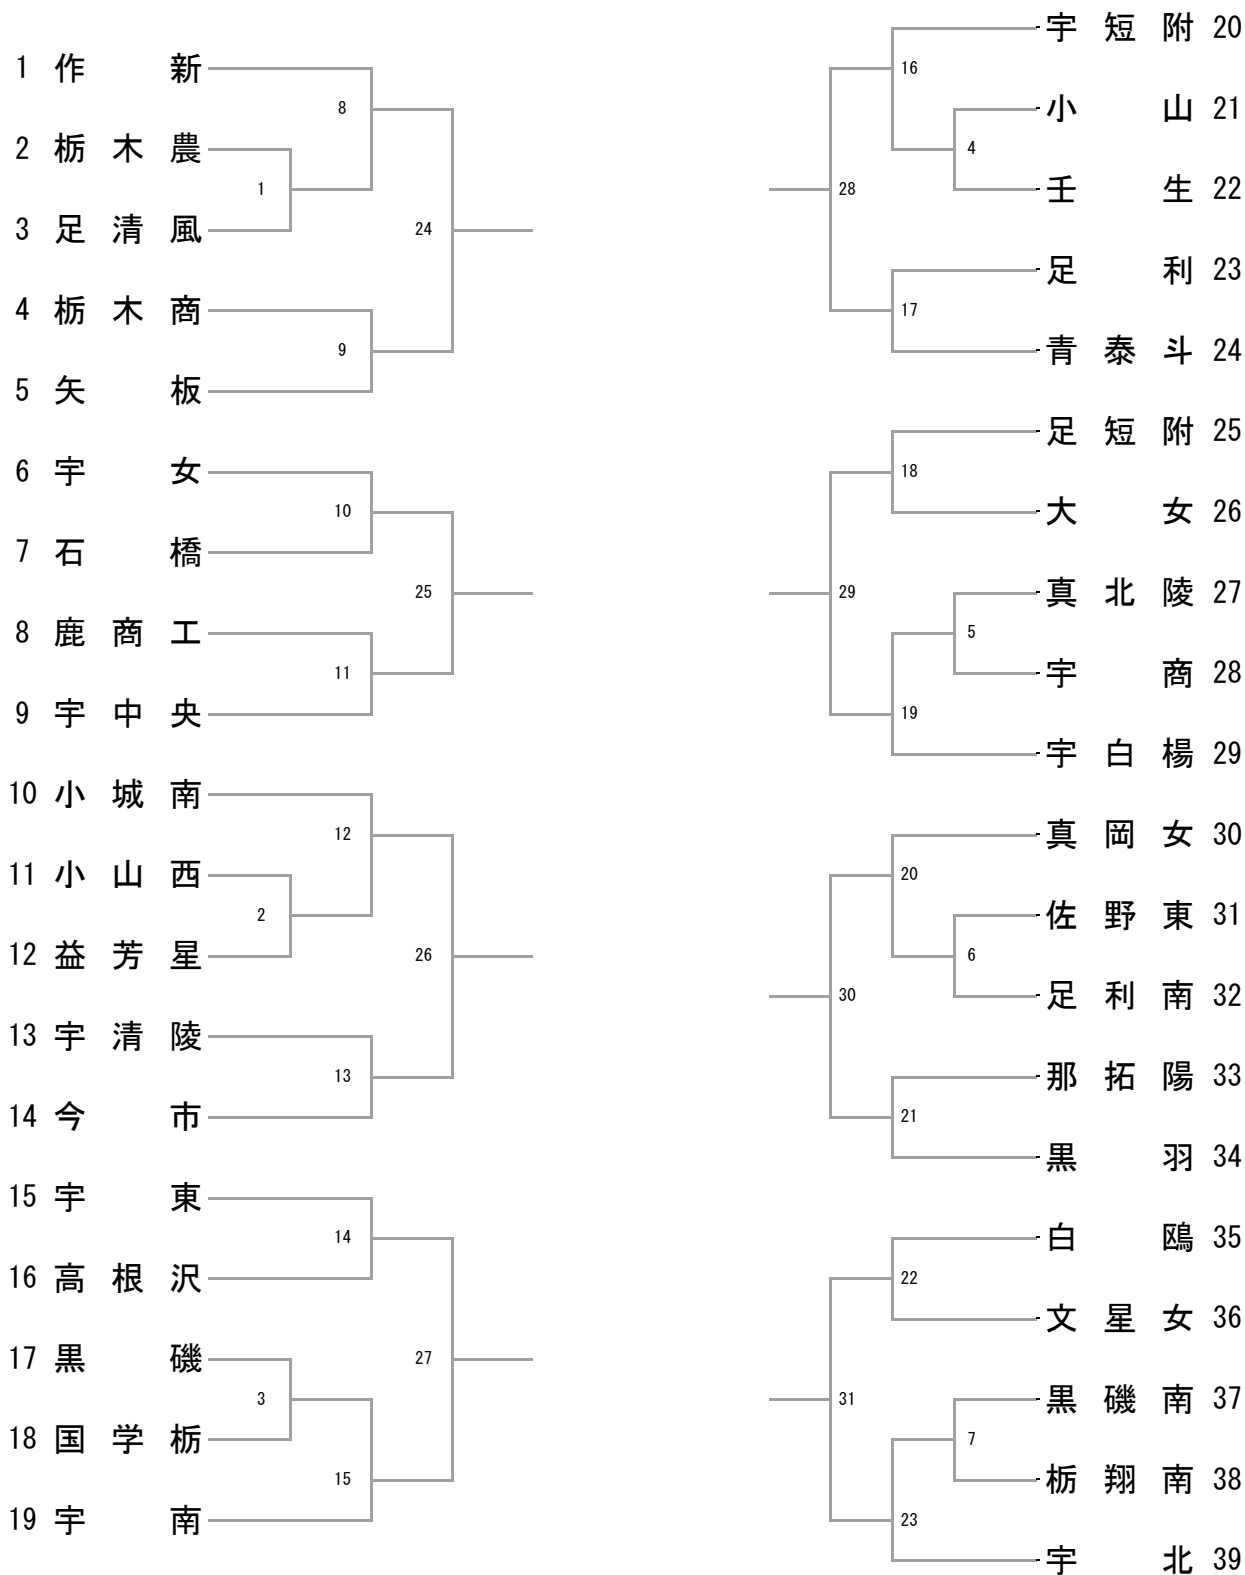 1 作 新
8
2 栃 木 農
1
3 足 清 風
24
4 栃 木 商
9
5 矢 板
6 宇 女
10
7 石 橋
25
8 鹿 商 工
11
9 宇 中 央
10 小 城 南
12
11 小 山 西
2
12 益 芳 星
26
13 宇 清 陵
13
14 今 市
15 宇 東
14
16 高 根 沢
17 黒 磯
27
3
18 国 学 栃
15
19 宇 南
宇 短 附 20
16
小 山 21
4
壬 生 22
28
足 利 23
17
青 泰 斗 24
足 短 附 25
18
大 女 26
真 北 陵 27
29
5
宇 商 28
19
宇 白 楊 29
真 岡 女 30
20
佐 野 東 31
6
足 利 南 32
30
那 拓 陽 33
21
黒 羽 34
白 鴎 35
22
文 星 女 36
黒 磯 南 37
31
7
栃 翔 南 38
23
宇 北 39